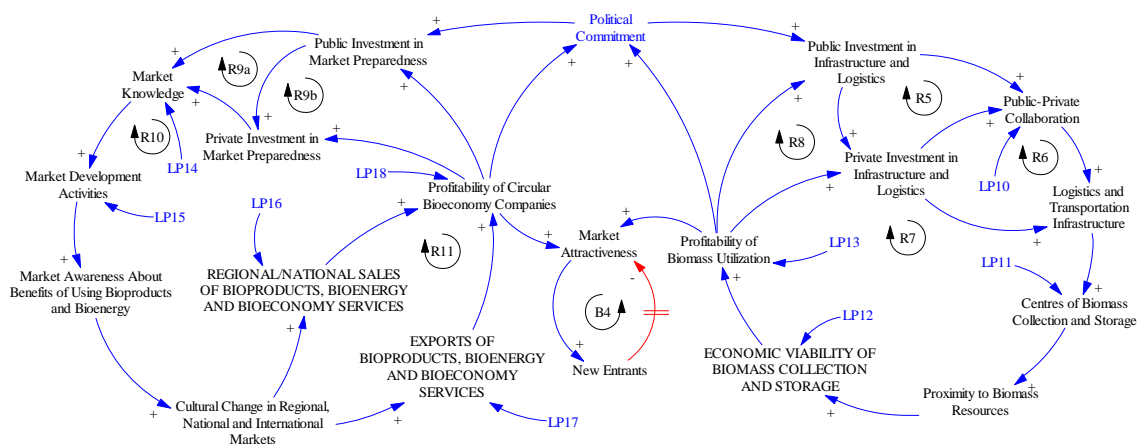 Political
Commitment
Public Investment in
Market Preparedness
Public Investment in
Infrastructure and
Logistics
R9a
R9b
Market
Knowledge
R5
Public-Private
Collaboration
R10
Private Investment in
Market Preparedness
R8
Private Investment in
Infrastructure and
Logistics
R6
LP14
LP18
LP10
Market Development
Activities
Profitability of Circular
Bioeconomy Companies
Logistics and
Transportation
Infrastructure
LP15
LP16
R11
Market
Attractiveness
Profitability of
Biomass Utilization
LP13
R7
LP11
Market Awareness About
Benefits of Using Bioproducts
and Bioenergy
REGIONAL/NATIONAL SALES
OF BIOPRODUCTS, BIOENERGY
AND BIOECONOMY SERVICES
B4
Centres of Biomass
Collection and Storage
LP12
EXPORTS OF
BIOPRODUCTS, BIOENERGY
AND BIOECONOMY
SERVICES
New Entrants
ECONOMIC VIABILITY OF
BIOMASS COLLECTION
AND STORAGE
Proximity to Biomass
Resources
Cultural Change in Regional,
National and International
Markets
LP17